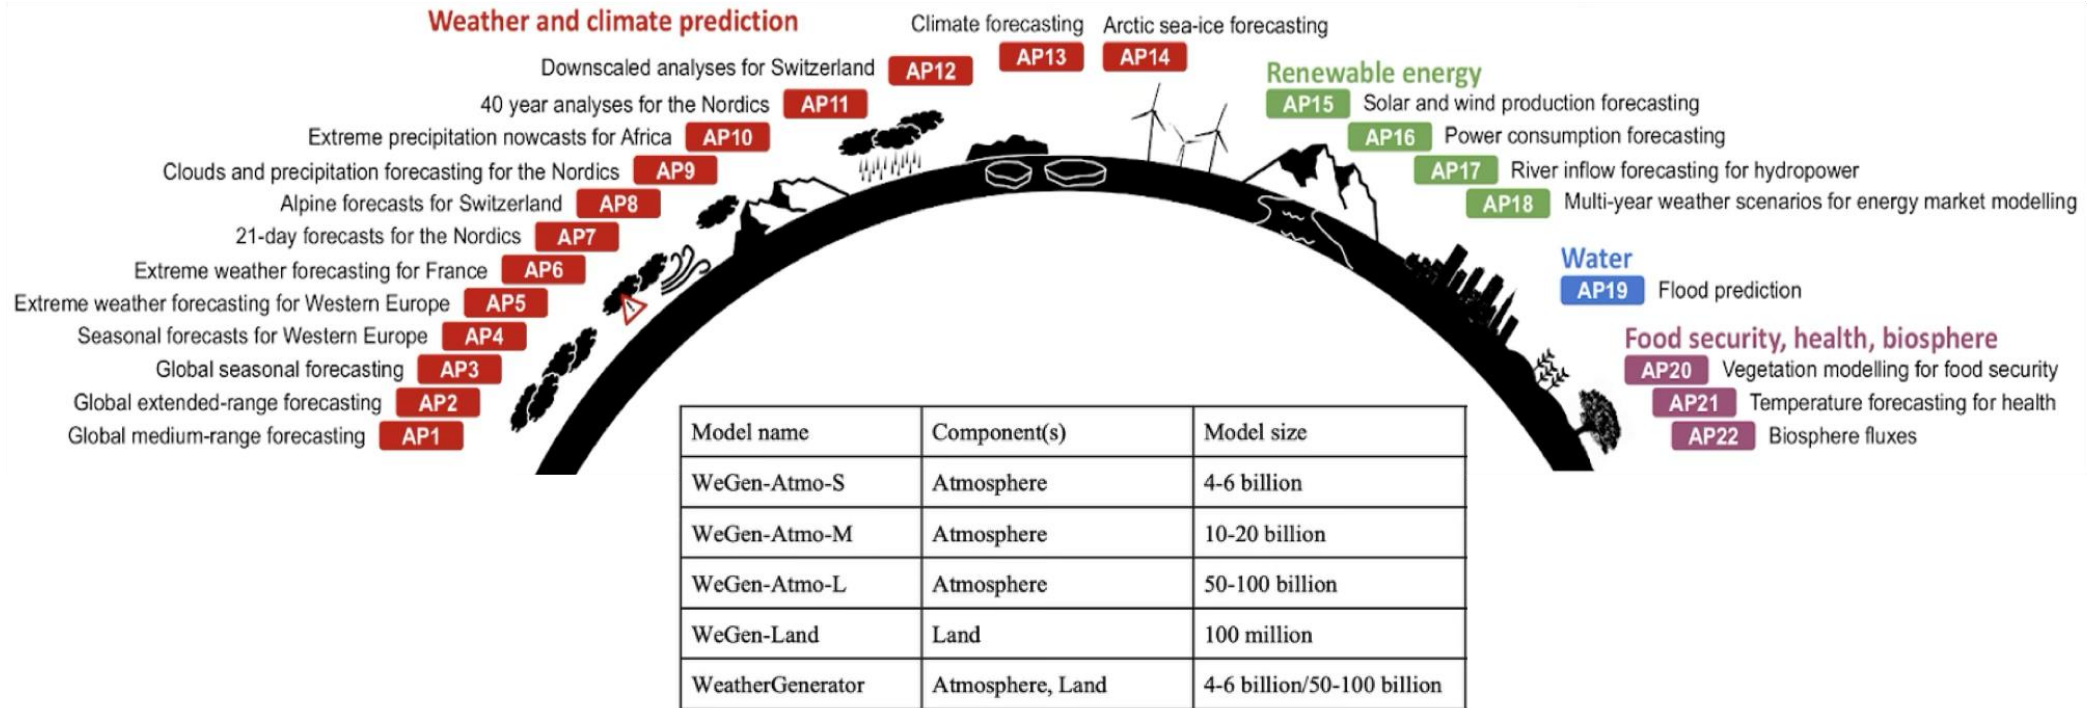 Weather and climate prediction
Climate forecasting
AP13
Arctic sea-ice forecasting
AP14
Downscaled analyses for Switzerland AP12
40 year analyses for the Nordics AP11
Extreme precipitation nowcasts for Africa AP10
Clouds and precipitation forecasting for the Nordics AP9
Alpine forecasts for Switzerland AP8
21-day forecasts for the Nordics AP7
Extreme weather forecasting for France AP6
Extreme weather forecasting for Western Europe AP5
Seasonal forecasts for Western Europe AP4
Global seasonal forecasting AP3
Global extended-range forecasting AP2
Global medium-range forecasting AP1
Renewable energy
AP15 Solar and wind production forecasting
AP16 Power consumption forecasting
AP17 River inflow forecasting for hydropower
AP18 Multi-year weather scenarios for energy market modelling
Water
AP19 Flood prediction
Food security, health, biosphere
AP20 Vegetation modelling for food security
AP21 Temperature forecasting for health
AP22 Biosphere fluxes
Model name Component(s) Model size
WeGen-Atmo-S Atmosphere 4-6 billion
WeGen-Atmo-M Atmosphere 10-20 billion
WeGen-Atmo-L Atmosphere 50-100 billion
WeGen-Land Land 100 million
WeatherGenerator Atmosphere, Land 4-6 billion/50-100 billion